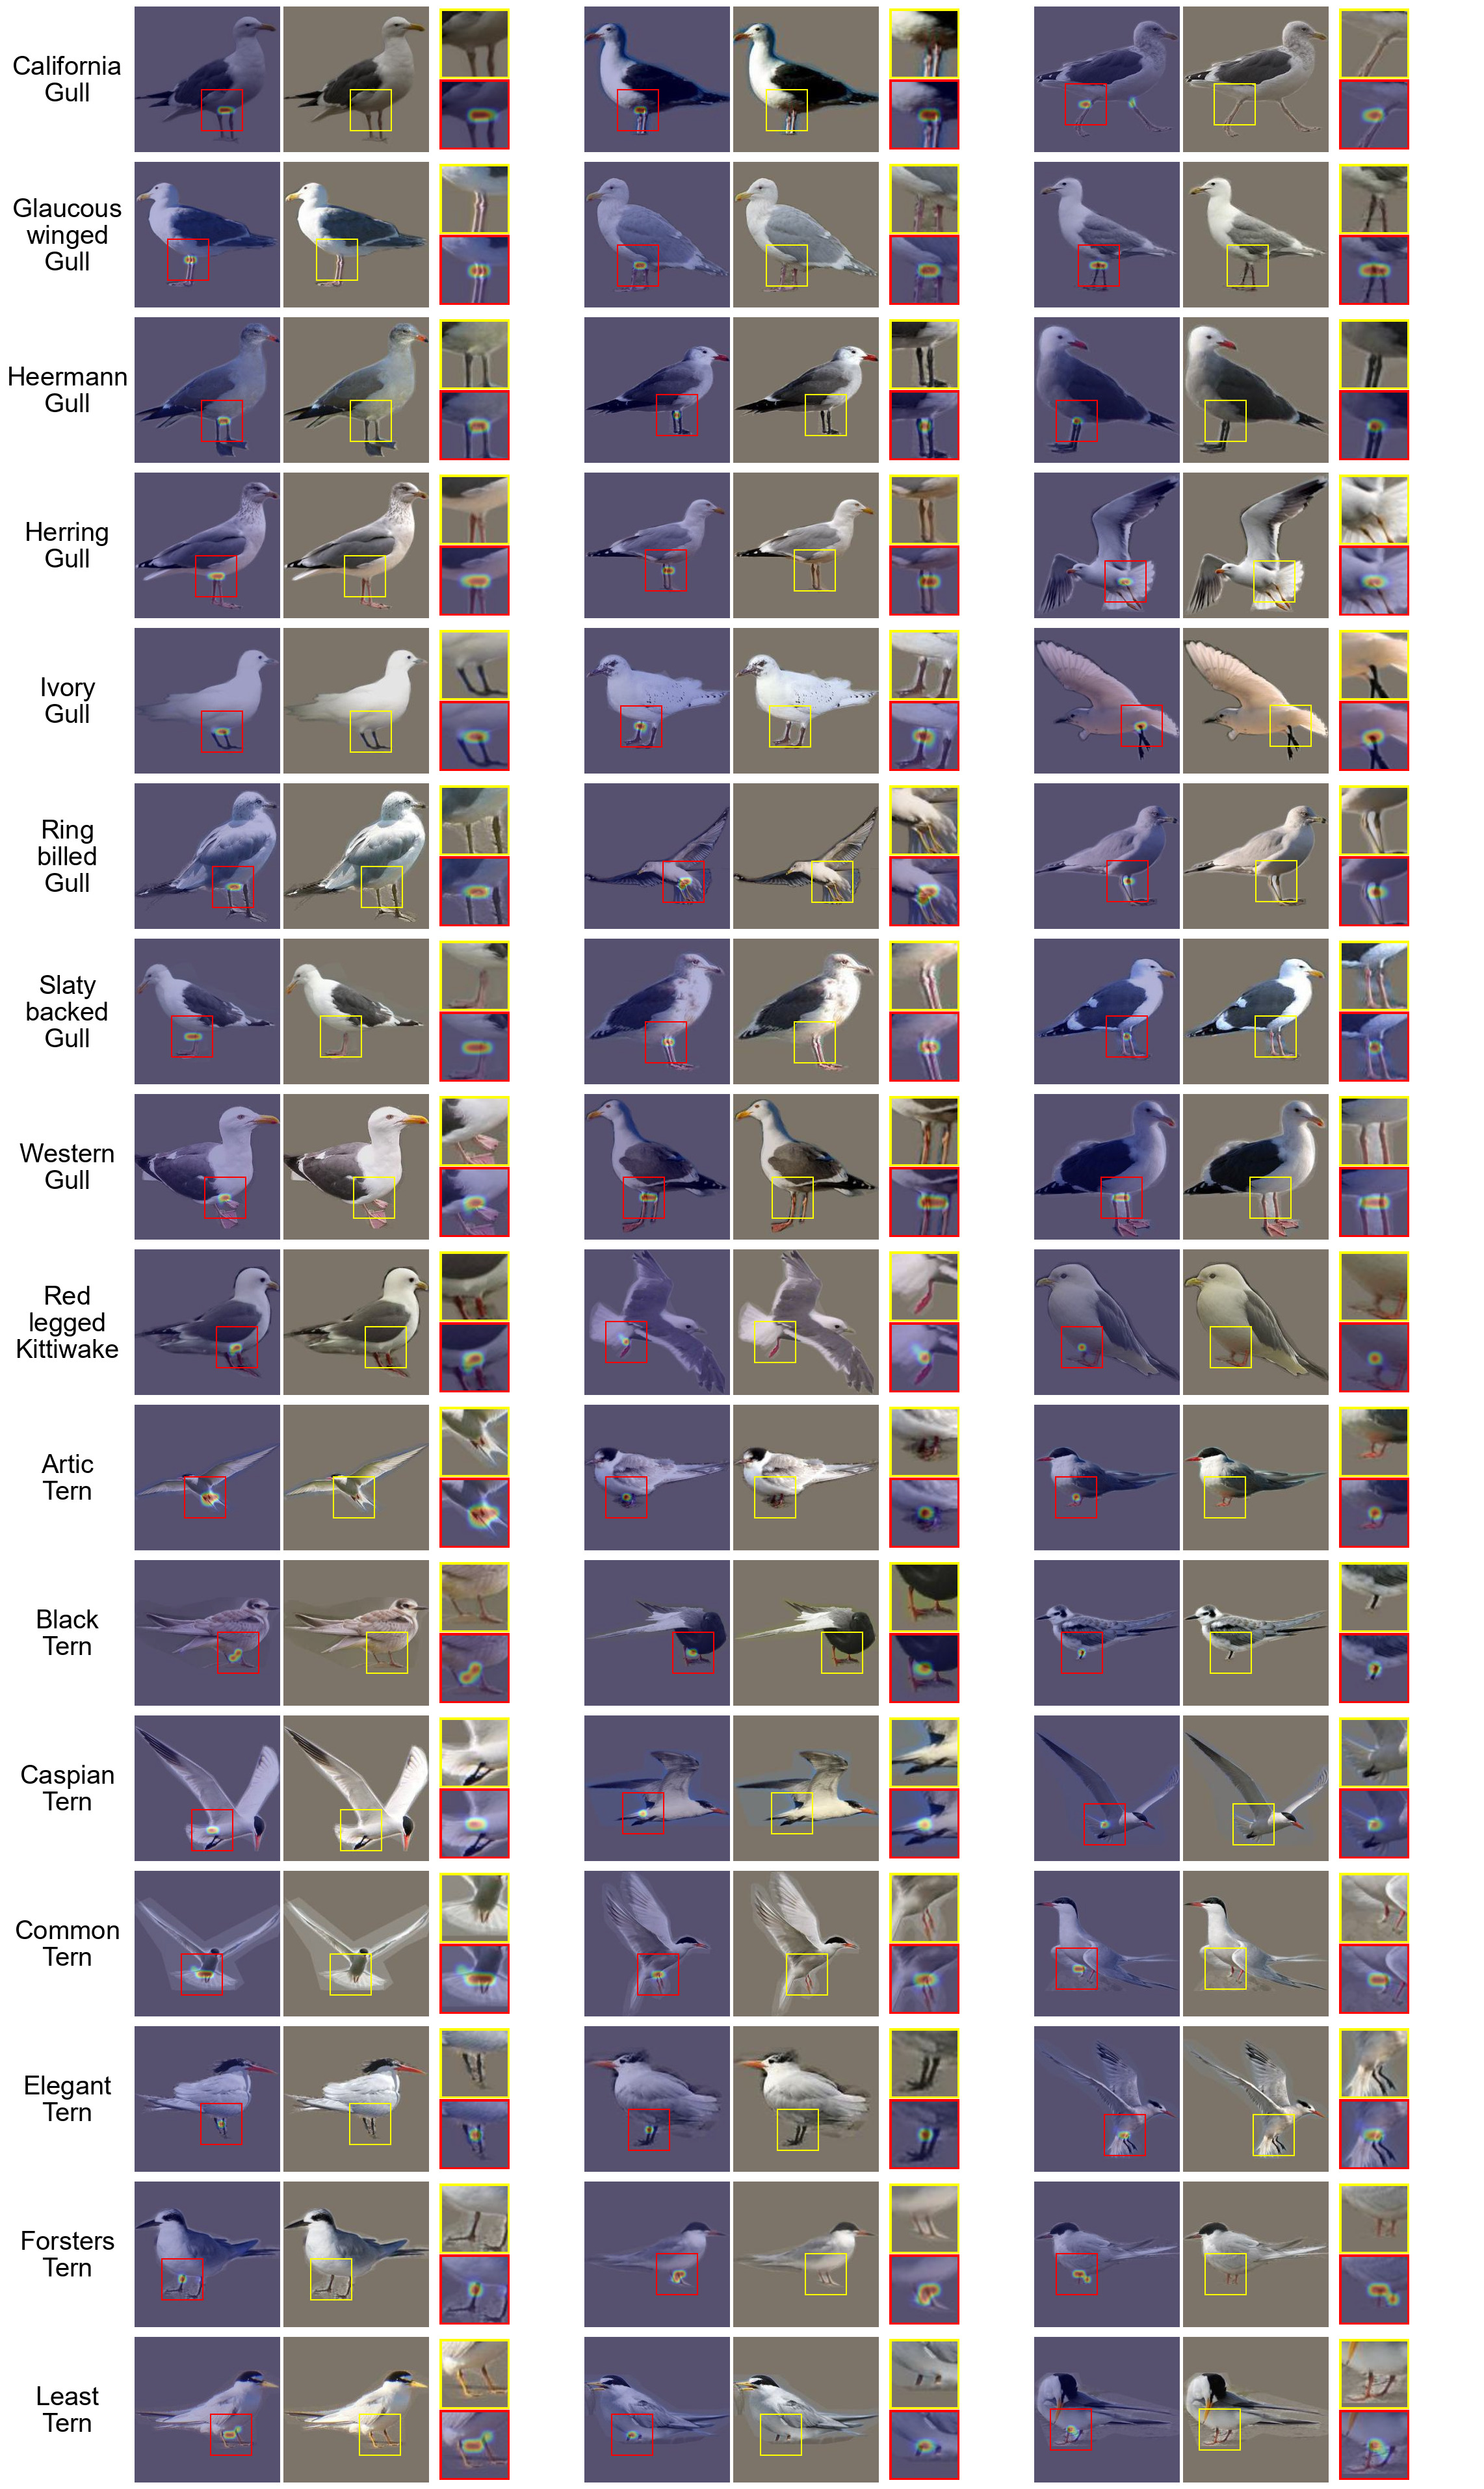 California
Gull
Glaucous
winged
Gull
Heermann
Gull
Herring
Gull
Ivory
Gull
Ring
billed
Gull
Slaty
backed
Gull
Western
Gull
Red
legged
Kittiwake
Artic
Tern
Black
Tern
Caspian
Tern
Common
Tern
Elegant
Tern
Forsters
Tern
Least
Tern